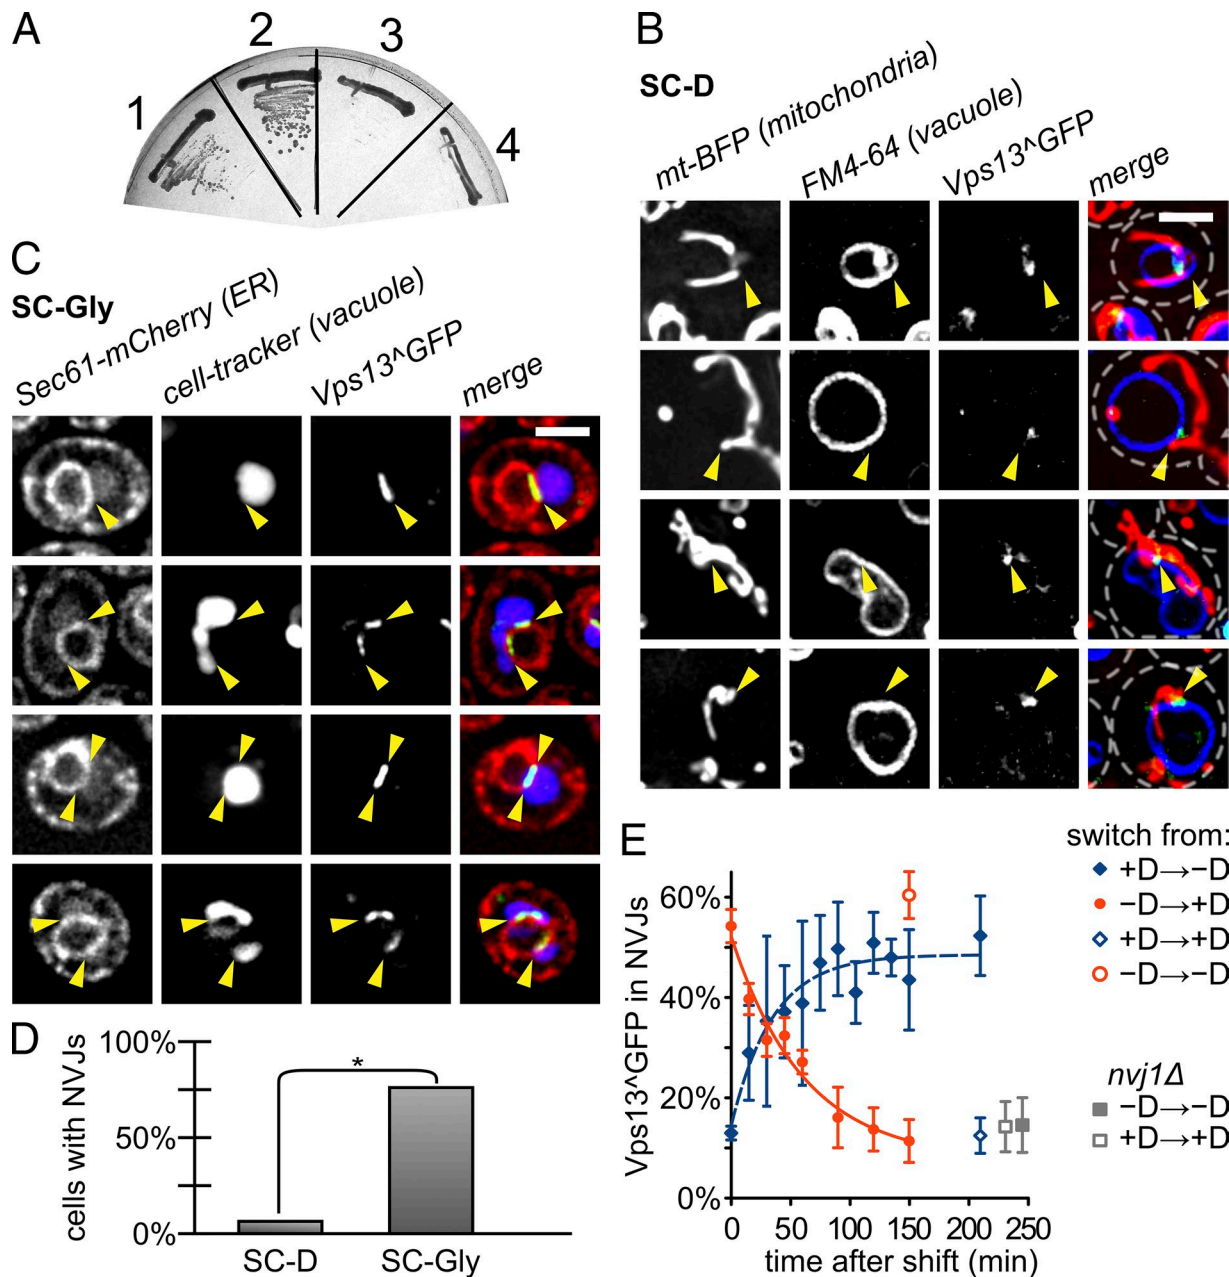 A
1
2
3
4
B
SC-D
mt-BFP (mitochondria)
FM4-64 (vacuole)
Vps13^GFP
merge
C
SC-Gly
Sec61-mCherry (ER)
cell-tracker (vacuole)
Vps13^GFP
merge
D
cells with NVJs
100%
50%
0%
*
SC-D
SC-Gly
E
Vps13^GFP in NVJs
60%
40%
20%
0%
0 50 100 150 200 250
time after shift (min)
switch from:
+D→−D
−D→+D
+D→+D
−D→−D
nvj1Δ
−D→−D
+D→+D